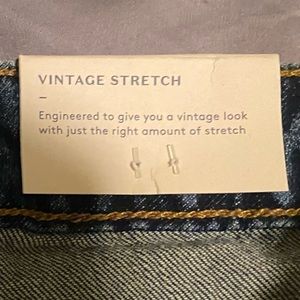 VINTAGE STRETCH
–
Engineered to give you a vintage look
with just the right amount of stretch